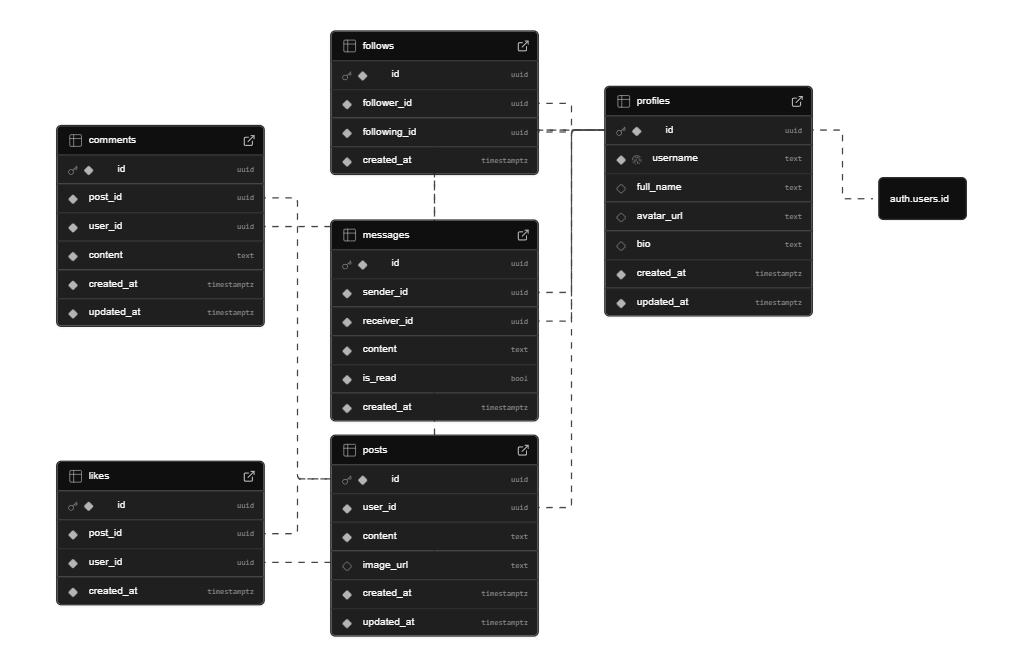 follows
id uuid
follower_id uuid
following_id uuid
created_at timestamptz
profiles
id uuid
username text
full_name text
avatar_url text
bio text
created_at timestamptz
updated_at timestamptz
auth.users.id
comments
id uuid
post_id uuid
user_id uuid
content text
created_at timestamptz
updated_at timestamptz
messages
id uuid
sender_id uuid
receiver_id uuid
content text
is_read bool
created_at timestamptz
likes
id uuid
post_id uuid
user_id uuid
created_at timestamptz
posts
id uuid
user_id uuid
content text
image_url text
created_at timestamptz
updated_at timestamptz